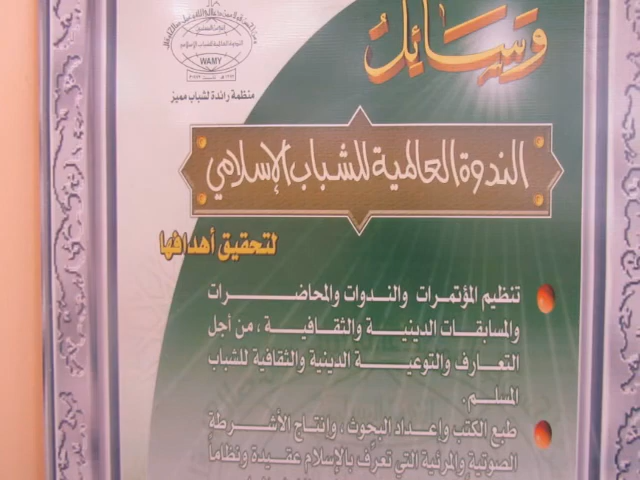 وسائل
WAMY
منظمة رائدة لشباب مميز
الندوة العالمية للشباب الإسلامي
لتحقيق أهدافها
تنظيم المؤتمرات والندوات والمحاضرات
والمسابقات الدينية والثقافية ، من أجل
التعارف والتوعية الدينية والثقافية للشباب
المسلم .
طبع الكتب وإعداد البحوث ، وإنتاج الأشرطة
الصوتية والمرئية التي تعرف بالإسلام عقيدة ونظاماً